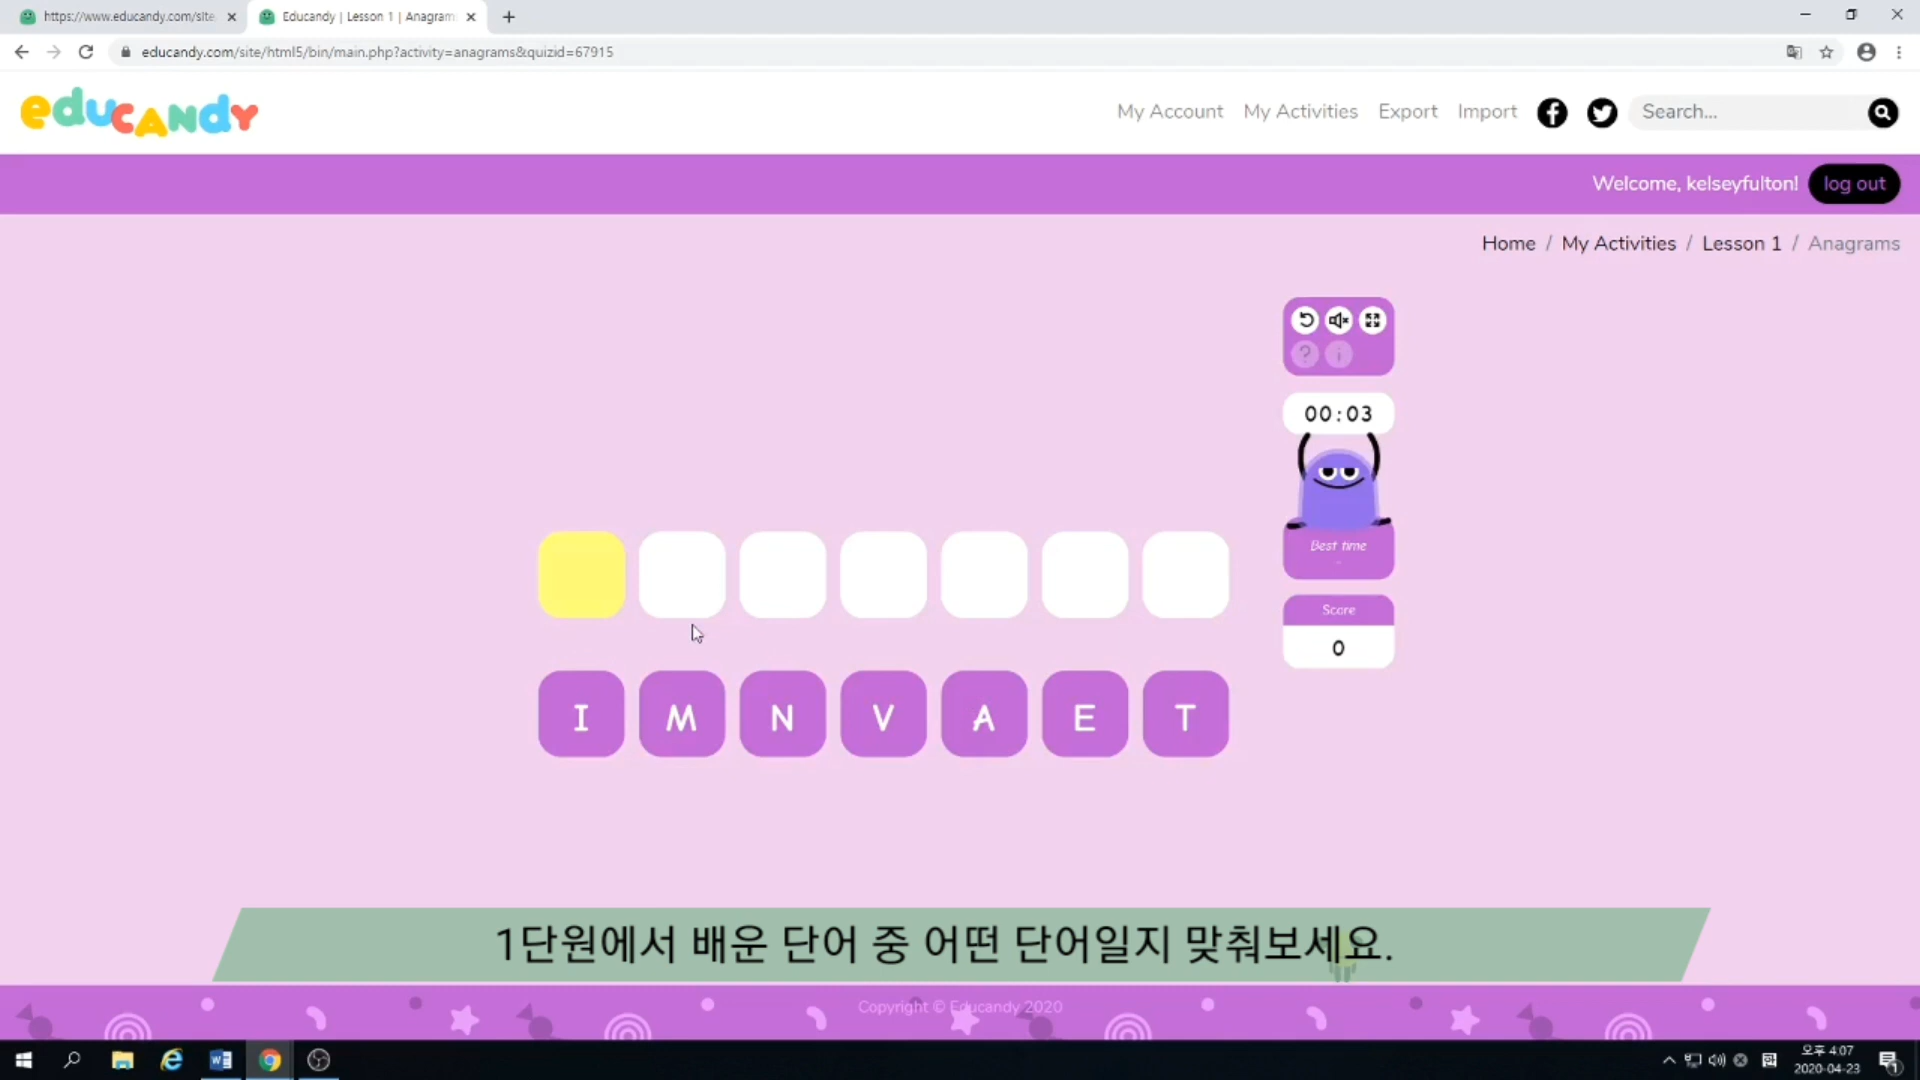 https://www.educandy.com/site
Educandy | Lesson 1 | Anagram
educandy.com/site/html5/bin/main.php?activity=anagrams&quizid=67915
educandy
My Account My Activities Export Import Search...
Welcome, kelseyfulton! log out
Home / My Activities / Lesson 1 / Anagrams
? i
00:03
Best time
-
Score
0
I M N V A E T
1단원에서 배운 단어 중 어떤 단어일지 맞춰보세요.
Copyright © Educandy 2020
오후 4:07
2020-04-23